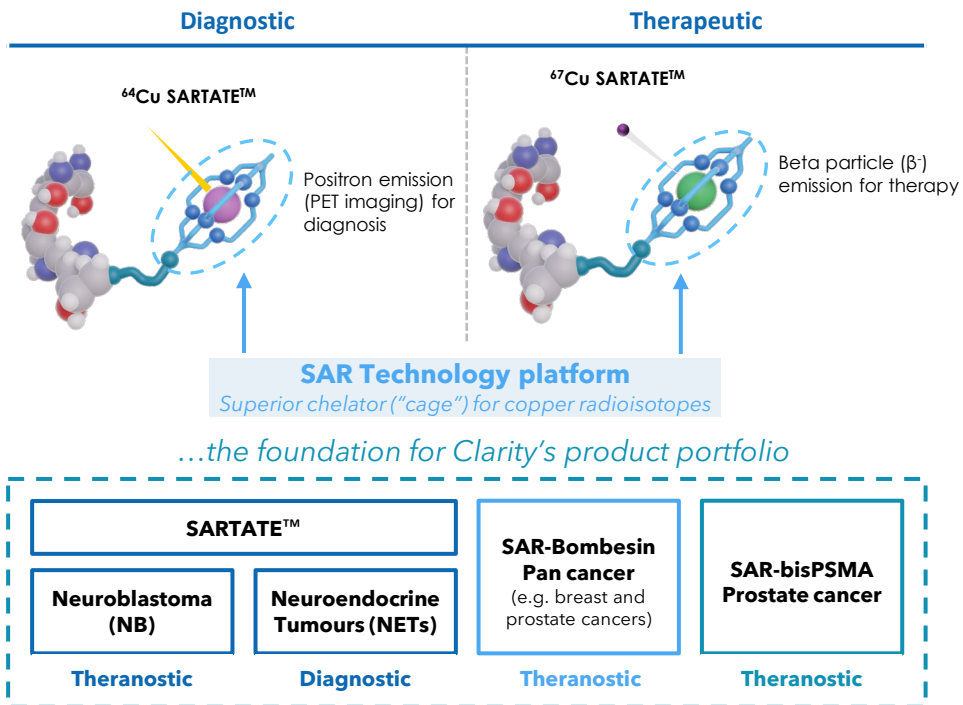 Diagnostic
Therapeutic
⁶⁴Cu SARTATE™
⁶⁷Cu SARTATE™
Positron emission
(PET imaging) for
diagnosis
Beta particle (β⁻)
emission for therapy
SAR Technology platform
Superior chelator (“cage”) for copper radioisotopes
...the foundation for Clarity’s product portfolio
SARTATE™
Neuroblastoma
(NB)
Neuroendocrine
Tumours (NETs)
SAR-Bombesin
Pan cancer
(e.g. breast and
prostate cancers)
SAR-bisPSMA
Prostate cancer
Theranostic
Diagnostic
Theranostic
Theranostic